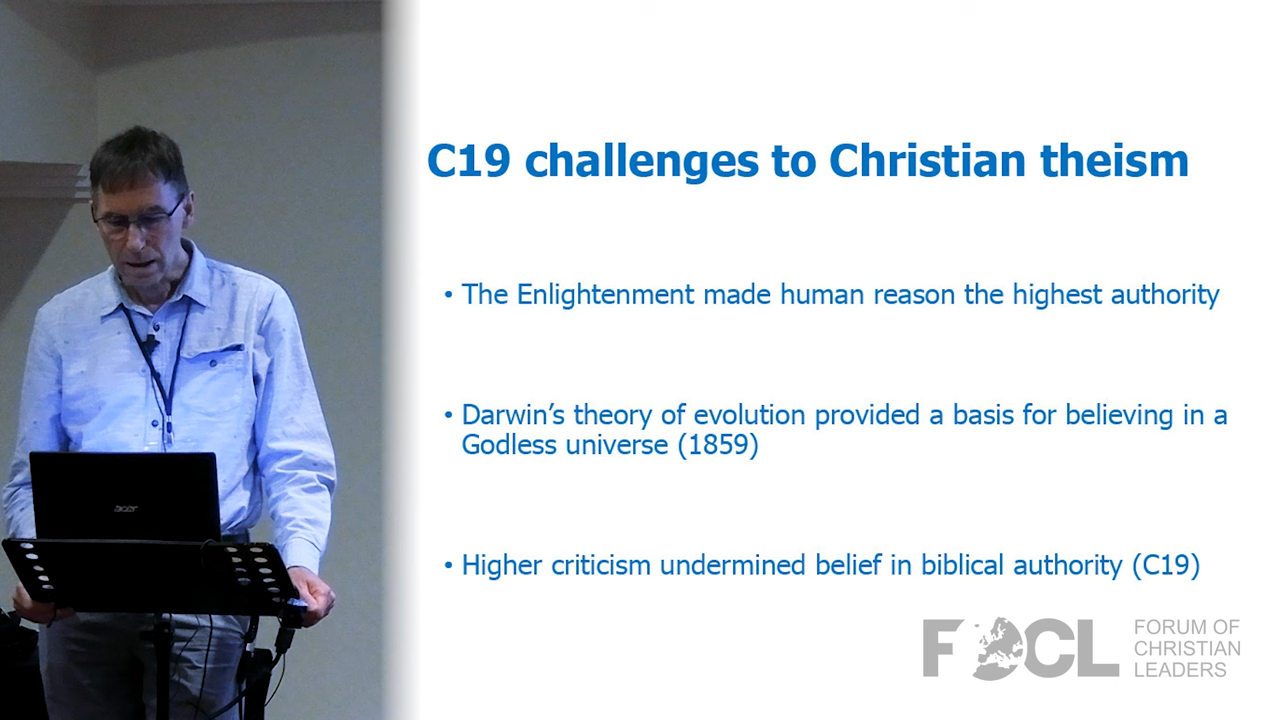 C19 challenges to Christian theism
• The Enlightenment made human reason the highest authority
• Darwin’s theory of evolution provided a basis for believing in a
Godless universe (1859)
• Higher criticism undermined belief in biblical authority (C19)
FOCL
FORUM OF
CHRISTIAN
LEADERS
acer